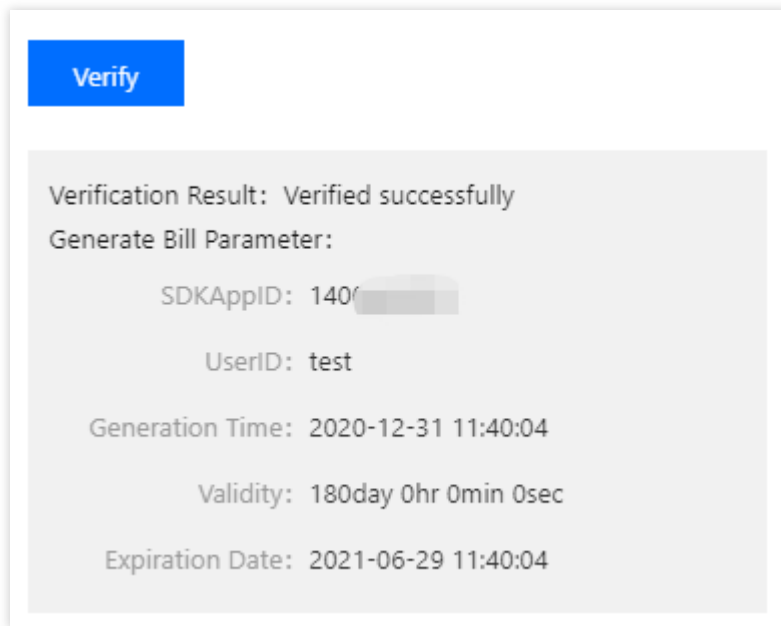 Verify
Verification Result: Verified successfully
Generate Bill Parameter:
SDKAppID: 140
UserID: test
Generation Time: 2020-12-31 11:40:04
Validity: 180day 0hr 0min 0sec
Expiration Date: 2021-06-29 11:40:04